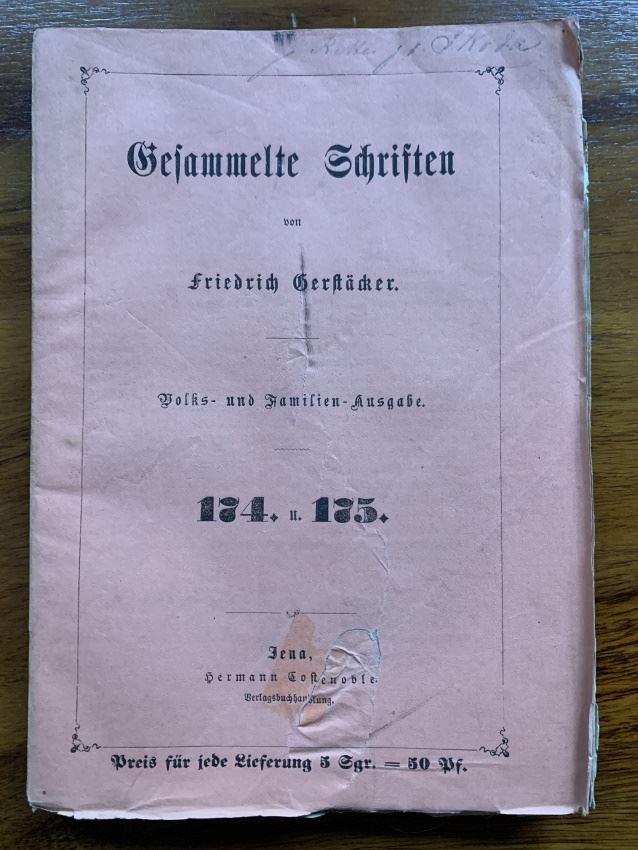 Gesammelte Schriften
von
Friedrich Gerstäcker.
Volks- und Familien-Ausgabe.
174. u. 175.
Jena,
Hermann Costenoble.
Verlagsbuchhandlung.
Preis für jede Lieferung 5 Sgr. = 50 Pf.